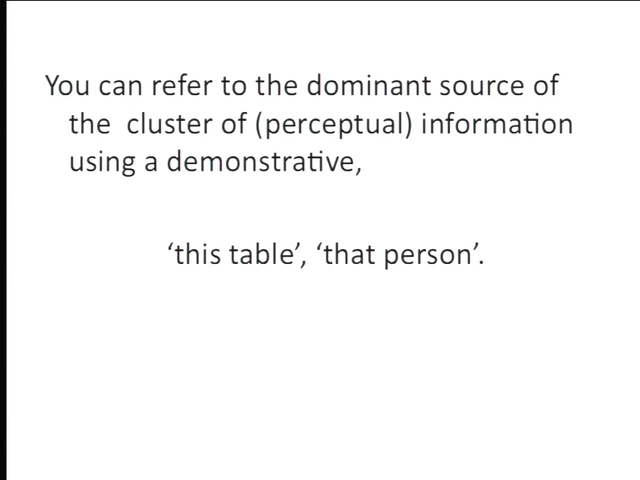 You can refer to the dominant source of
the cluster of (perceptual) information
using a demonstrative,
‘this table’, ‘that person’.